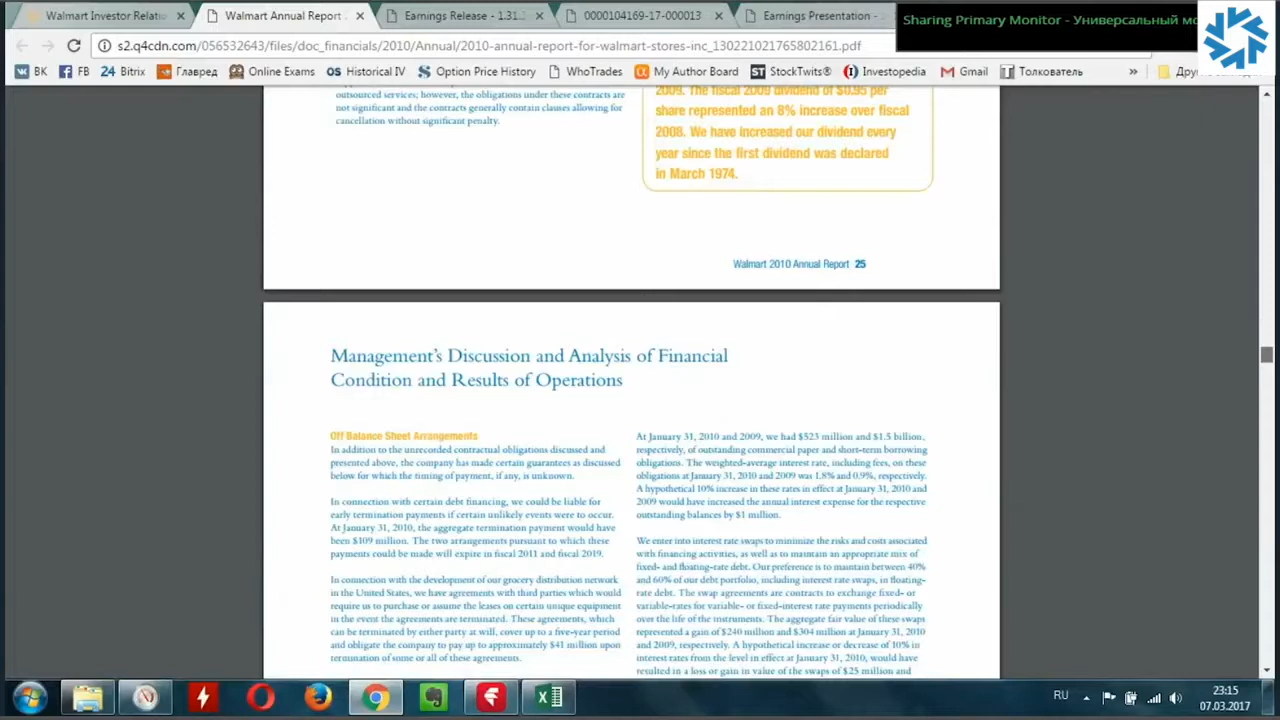 Walmart Investor Relatio
Walmart Annual Report
Earnings Release - 1.31.
0000104169-17-000013
Earnings Presentation -
Sharing Primary Monitor - Универсальный мо
s2.q4cdn.com/056532643/files/doc_financials/2010/Annual/2010-annual-report-for-walmart-stores-inc_130221021765802161.pdf
ВК
FB
24 Bitrix
Главред
Online Exams
OS Historical IV
Option Price History
WhoTrades
My Author Board
ST StockTwits®
Investopedia
Gmail
Толкователь
»
outsourced services; however, the obligations under these contracts are
not significant and the contracts generally contain clauses allowing for
cancellation without significant penalty.
2009. The fiscal 2009 dividend of $0.95 per
share represented an 8% increase over fiscal
2008. We have increased our dividend every
year since the first dividend was declared
in March 1974.
Walmart 2010 Annual Report 25
Management's Discussion and Analysis of Financial
Condition and Results of Operations
Off Balance Sheet Arrangements
In addition to the unrecorded contractual obligations discussed and
presented above, the company has made certain guarantees as discussed
below for which the timing of payment, if any, is unknown.
In connection with certain debt financing, we could be liable for
early termination payments if certain unlikely events were to occur.
At January 31, 2010, the aggregate termination payment would have
been $109 million. The two arrangements pursuant to which these
payments could be made will expire in fiscal 2011 and fiscal 2019.
In connection with the development of our grocery distribution network
in the United States, we have agreements with third parties which would
require us to purchase or assume the leases on certain unique equipment
in the event the agreements are terminated. These agreements, which
can be terminated by either party at will, cover up to a five-year period
and obligate the company to pay up to approximately $41 million upon
termination of some or all of these agreements.
At January 31, 2010 and 2009, we had $523 million and $1.5 billion,
respectively, of outstanding commercial paper and short-term borrowing
obligations. The weighted-average interest rate, including fees, on these
obligations at January 31, 2010 and 2009 was 1.8% and 0.9%, respectively.
A hypothetical 10% increase in these rates in effect at January 31, 2010 and
2009 would have increased the annual interest expense for the respective
outstanding balances by $1 million.
We enter into interest rate swaps to minimize the risks and costs associated
with financing activities, as well as to maintain an appropriate mix of
fixed- and floating-rate debt. Our preference is to maintain between 40%
and 60% of our debt portfolio, including interest rate swaps, in floating-
rate debt. The swap agreements are contracts to exchange fixed- or
variable-rates for variable- or fixed-interest rate payments periodically
over the life of the instruments. The aggregate fair value of these swaps
represented a gain of $240 million and $304 million at January 31, 2010
and 2009, respectively. A hypothetical increase or decrease of 10% in
interest rates from the level in effect at January 31, 2010, would have
resulted in a loss or gain in value of the swaps of $25 million and
RU
23:15
07.03.2017